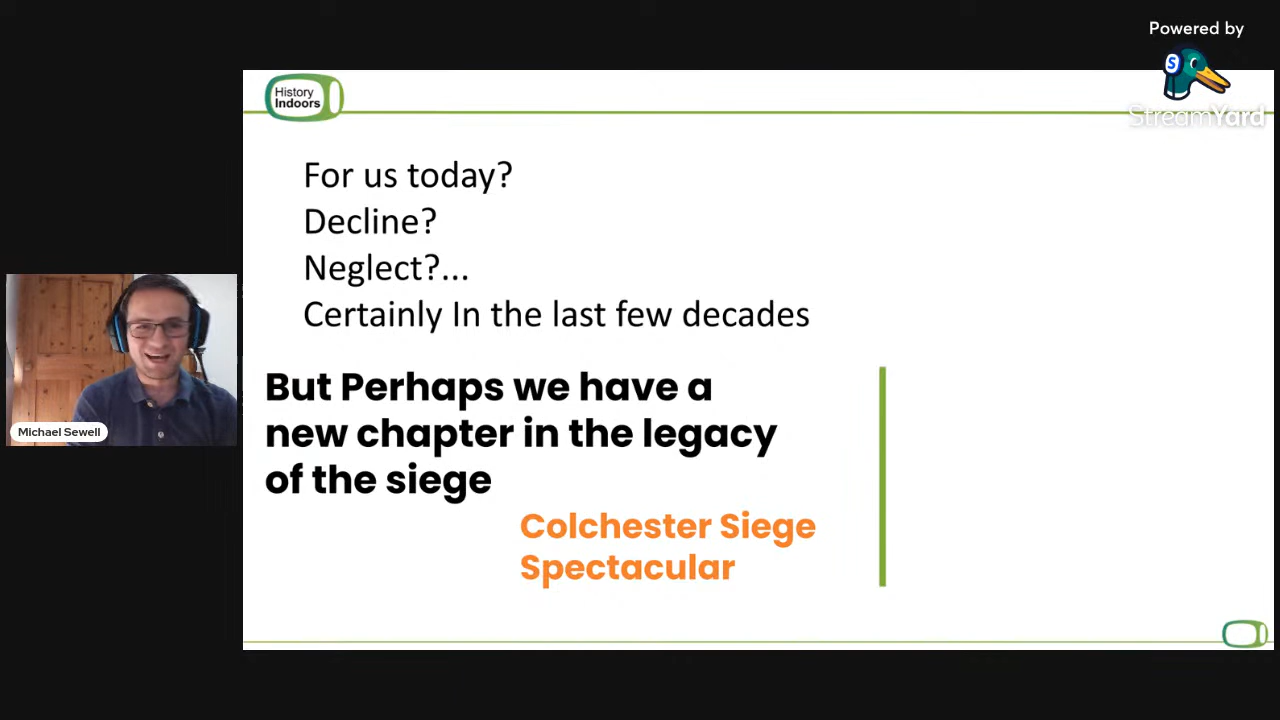 Powered by
StreamYard
History
Indoors
For us today?
Decline?
Neglect?...
Certainly In the last few decades
But Perhaps we have a
new chapter in the legacy
of the siege
Colchester Siege
Spectacular
Michael Sewell